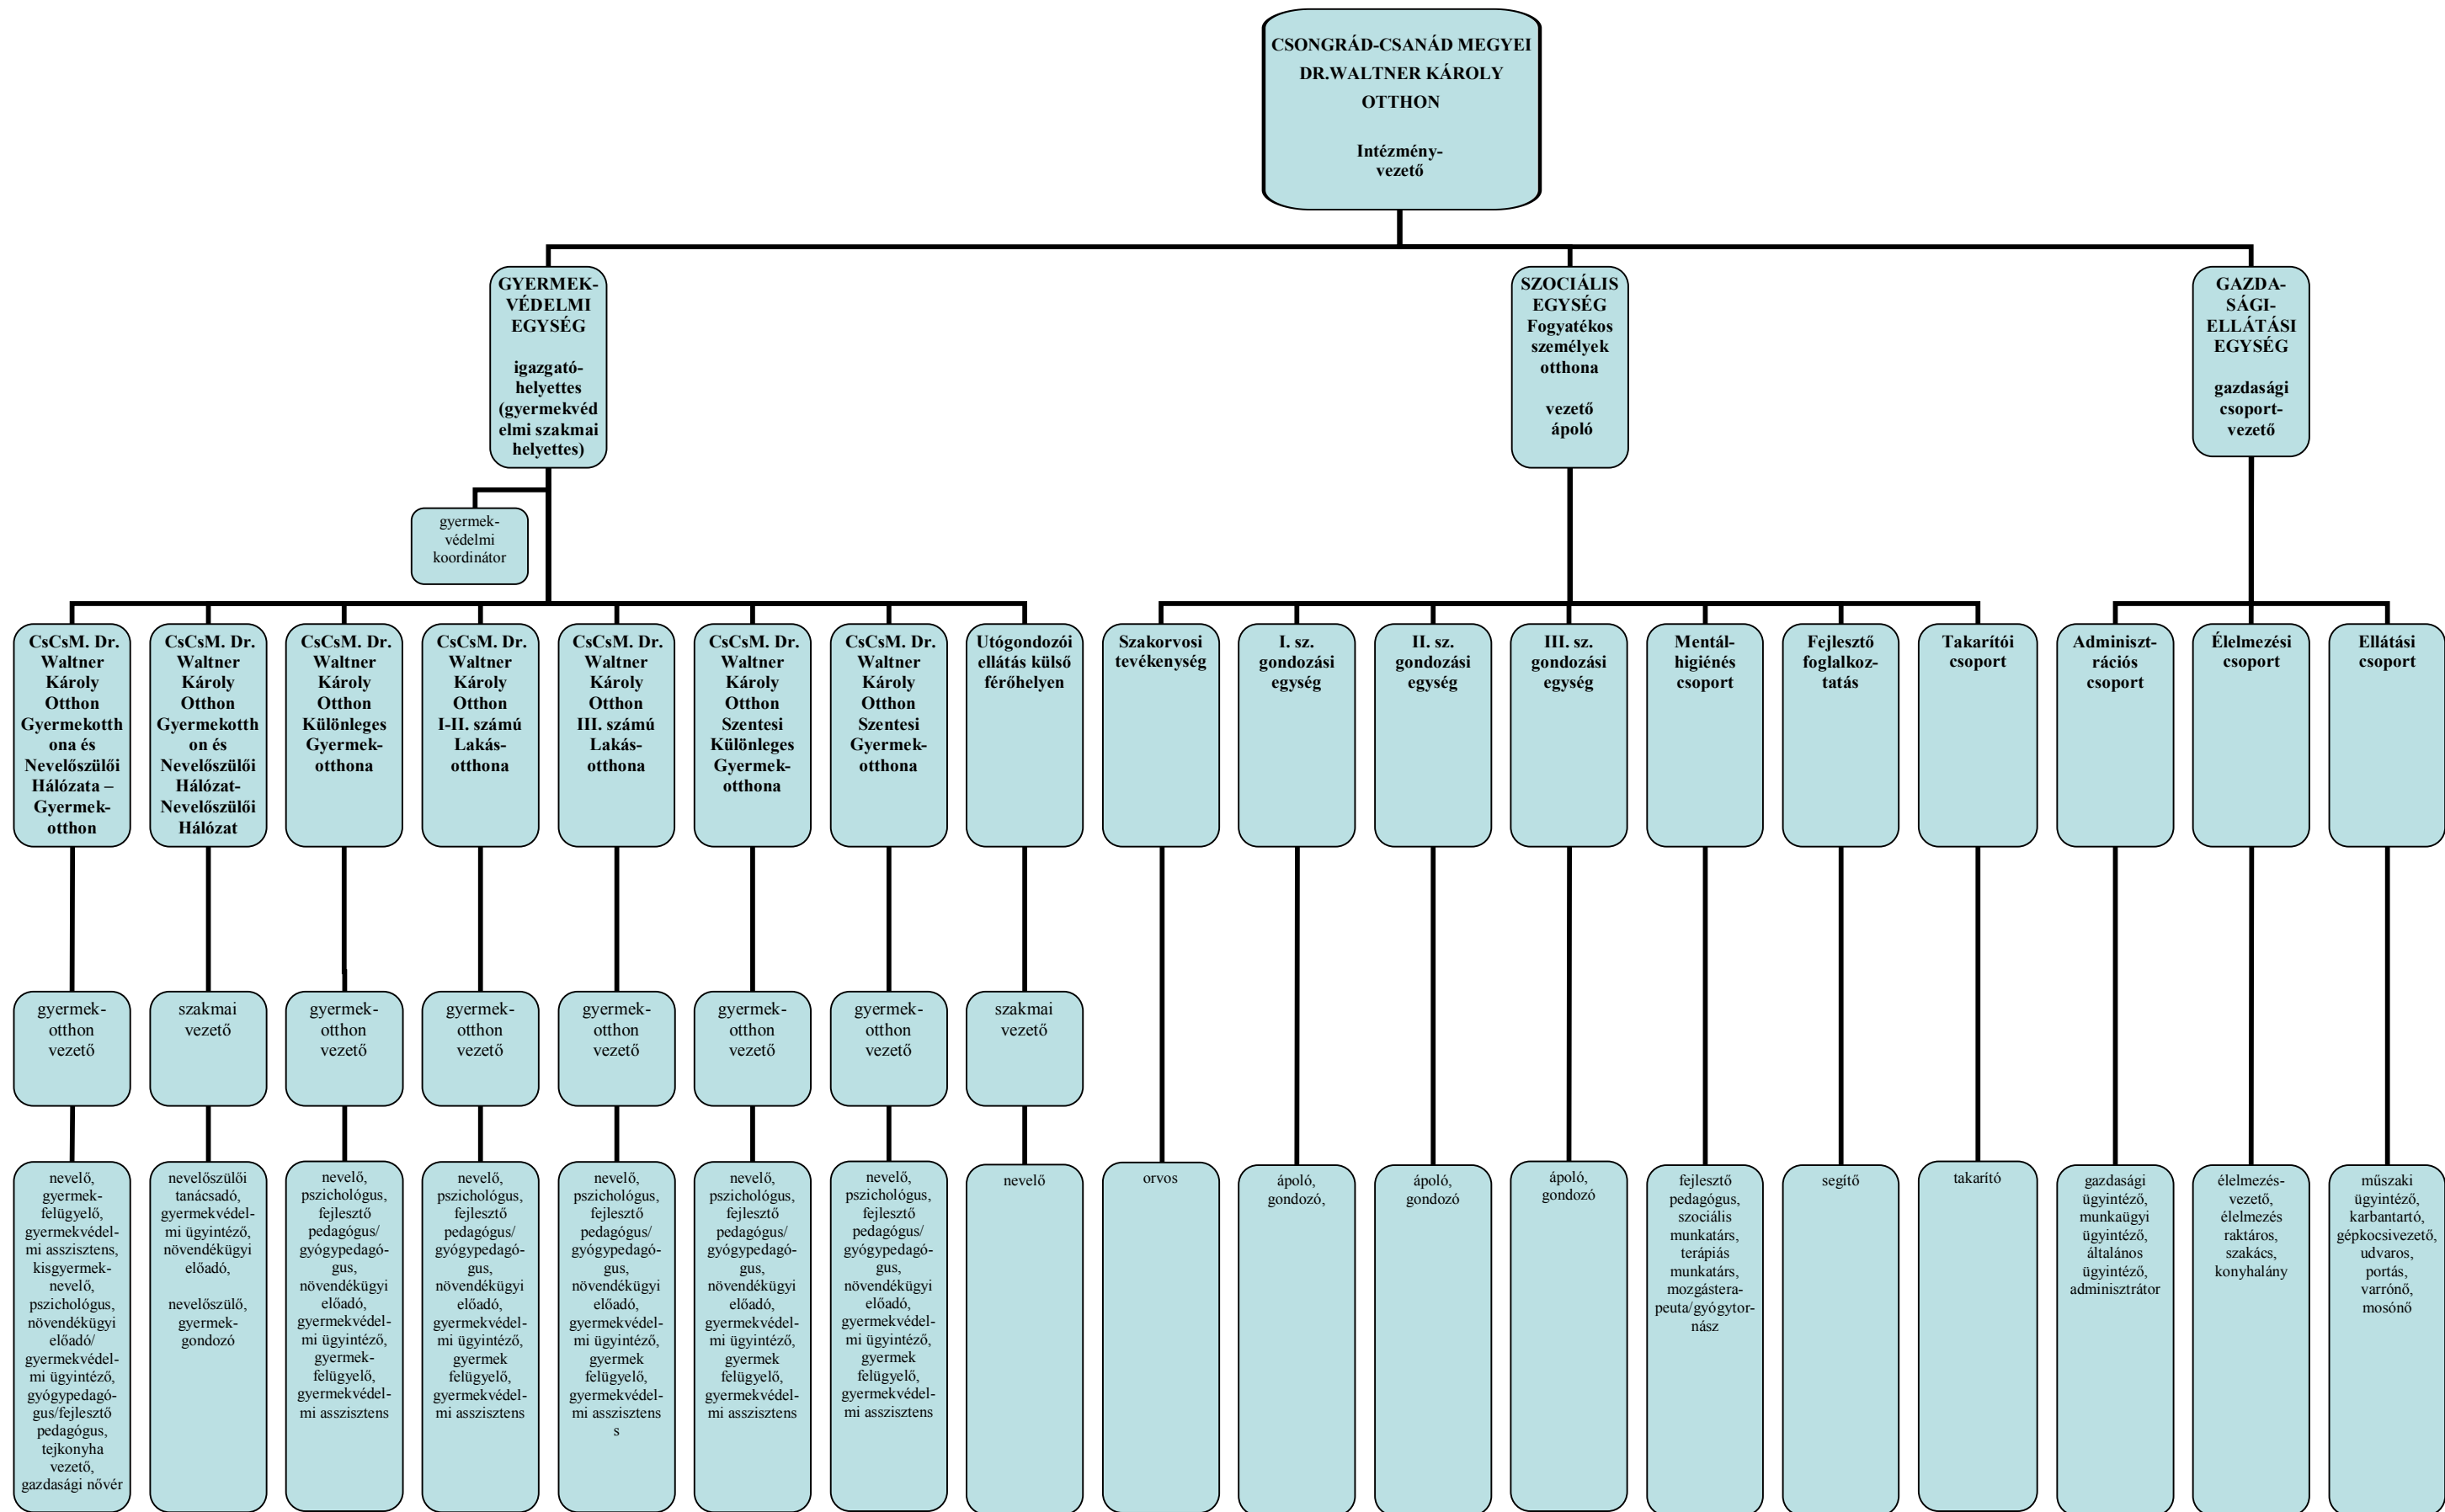 CSONGRÁD-CSANÁD MEGYEI
DR.WALTNER KÁROLY
OTTHON
Intézmény-
vezető
GYERMEK-
VÉDELMI
EGYSÉG
igazgató-
helyettes
(gyermekvéd
elmi szakmai
helyettes)
SZOCIÁLIS
EGYSÉG
Fogyatékos
személyek
otthona
vezető
ápoló
GAZDA-
SÁGI-
ELLÁTÁSI
EGYSÉG
gazdasági
csoport-
vezető
gyermek-
védelmi
koordinátor
CsCsM. Dr.
Waltner
Károly
Otthon
Gyermekotth
ona és
Nevelőszülői
Hálózata –
Gyermek-
otthon
CsCsM. Dr.
Waltner
Károly
Otthon
Gyermekotth
on és
Nevelőszülői
Hálózat-
Nevelőszülői
Hálózat
CsCsM. Dr.
Waltner
Károly
Otthon
Különleges
Gyermek-
otthona
CsCsM. Dr.
Waltner
Károly
Otthon
I-II. számú
Lakás-
otthona
CsCsM. Dr.
Waltner
Károly
Otthon
III. számú
Lakás-
otthona
CsCsM. Dr.
Waltner
Károly
Otthon
Szentesi
Különleges
Gyermek-
otthona
CsCsM. Dr.
Waltner
Károly
Otthon
Szentesi
Gyermek-
otthona
Utógondozói
ellátás külső
férőhelyen
Szakorvosi
tevékenység
I. sz.
gondozási
egység
II. sz.
gondozási
egység
III. sz.
gondozási
egység
Mentál-
higiénés
csoport
Fejlesztő
foglalkoz-
tatás
Takarítói
csoport
Adminiszt-
rációs
csoport
Élelmezési
csoport
Ellátási
csoport
gyermek-
otthon
vezető
szakmai
vezető
gyermek-
otthon
vezető
gyermek-
otthon
vezető
gyermek-
otthon
vezető
gyermek-
otthon
vezető
gyermek-
otthon
vezető
szakmai
vezető
nevelő,
gyermek-
felügyelő,
gyermekvédel-
mi asszisztens,
kisgyermek-
nevelő,
pszichológus,
növendékügyi
előadó/
gyermekvédel-
mi ügyintéző,
gyógypedagó-
gus/fejlesztő
pedagógus,
tejkonyha
vezető,
gazdasági nővér
nevelőszülői
tanácsadó,
gyermekvédel-
mi ügyintéző,
növendékügyi
előadó,
nevelőszülő,
gyermek-
gondozó
nevelő,
pszichológus,
fejlesztő
pedagógus/
gyógypedagó-
gus,
növendékügyi
előadó,
gyermekvédel-
mi ügyintéző,
gyermek-
felügyelő,
gyermekvédel-
mi asszisztens
nevelő,
pszichológus,
fejlesztő
pedagógus/
gyógypedagó-
gus,
növendékügyi
előadó,
gyermekvédel-
mi ügyintéző,
gyermek
felügyelő,
gyermekvédel-
mi asszisztens
nevelő,
pszichológus,
fejlesztő
pedagógus/
gyógypedagó-
gus,
növendékügyi
előadó,
gyermekvédel-
mi ügyintéző,
gyermek
felügyelő,
gyermekvédel-
mi asszisztens
s
nevelő,
pszichológus,
fejlesztő
pedagógus/
gyógypedagó-
gus,
növendékügyi
előadó,
gyermekvédel-
mi ügyintéző,
gyermek
felügyelő,
gyermekvédel-
mi asszisztens
nevelő,
pszichológus,
fejlesztő
pedagógus/
gyógypedagó-
gus,
növendékügyi
előadó,
gyermekvédel-
mi ügyintéző,
gyermek
felügyelő,
gyermekvédel-
mi asszisztens
nevelő
orvos
ápoló,
gondozó,
ápoló,
gondozó
ápoló,
gondozó
fejlesztő
pedagógus,
szociális
munkatárs,
terápiás
munkatárs,
mozgástera-
peuta/gyógytor-
nász
segítő
takarító
gazdasági
ügyintéző,
munkaügyi
ügyintéző,
általános
ügyintéző,
adminisztrátor
élelmezés-
vezető,
élelmezés
raktáros,
szakács,
konyhalány
műszaki
ügyintéző,
karbantartó,
gépkocsivezető,
udvaros,
portás,
varrónő,
mosónő